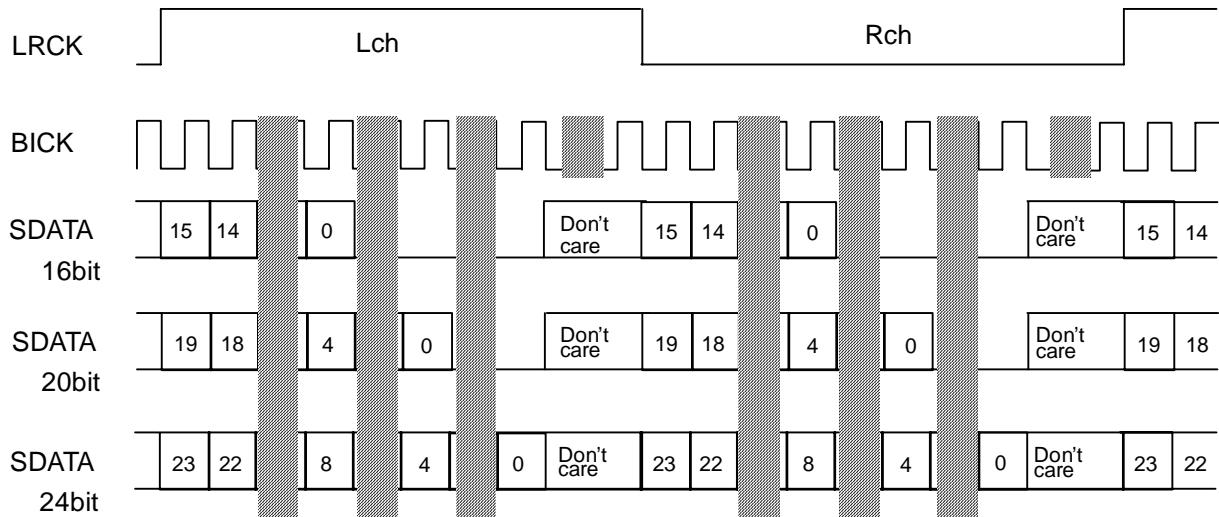 LRCK Lch Rch
BICK
SDATA 15 14 0 Don't care 15 14 0 Don't care 15 14
16bit
SDATA 19 18 4 0 Don't care 19 18 4 0 Don't care 19 18
20bit
SDATA 23 22 8 4 0 Don't care 23 22 8 4 0 Don't care 23 22
24bit